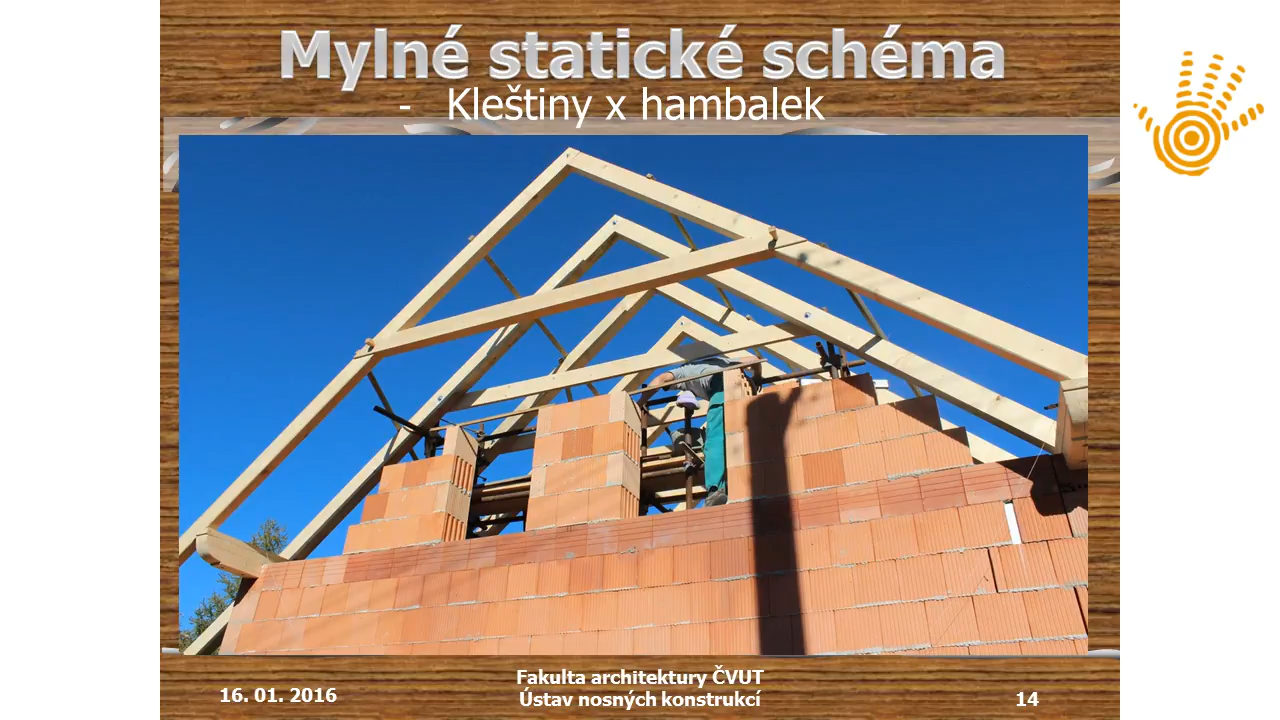 Mylné statické schéma
- Kleštiny x hambalek
16. 01. 2016
Fakulta architektury ČVUT
Ústav nosných konstrukcí
14